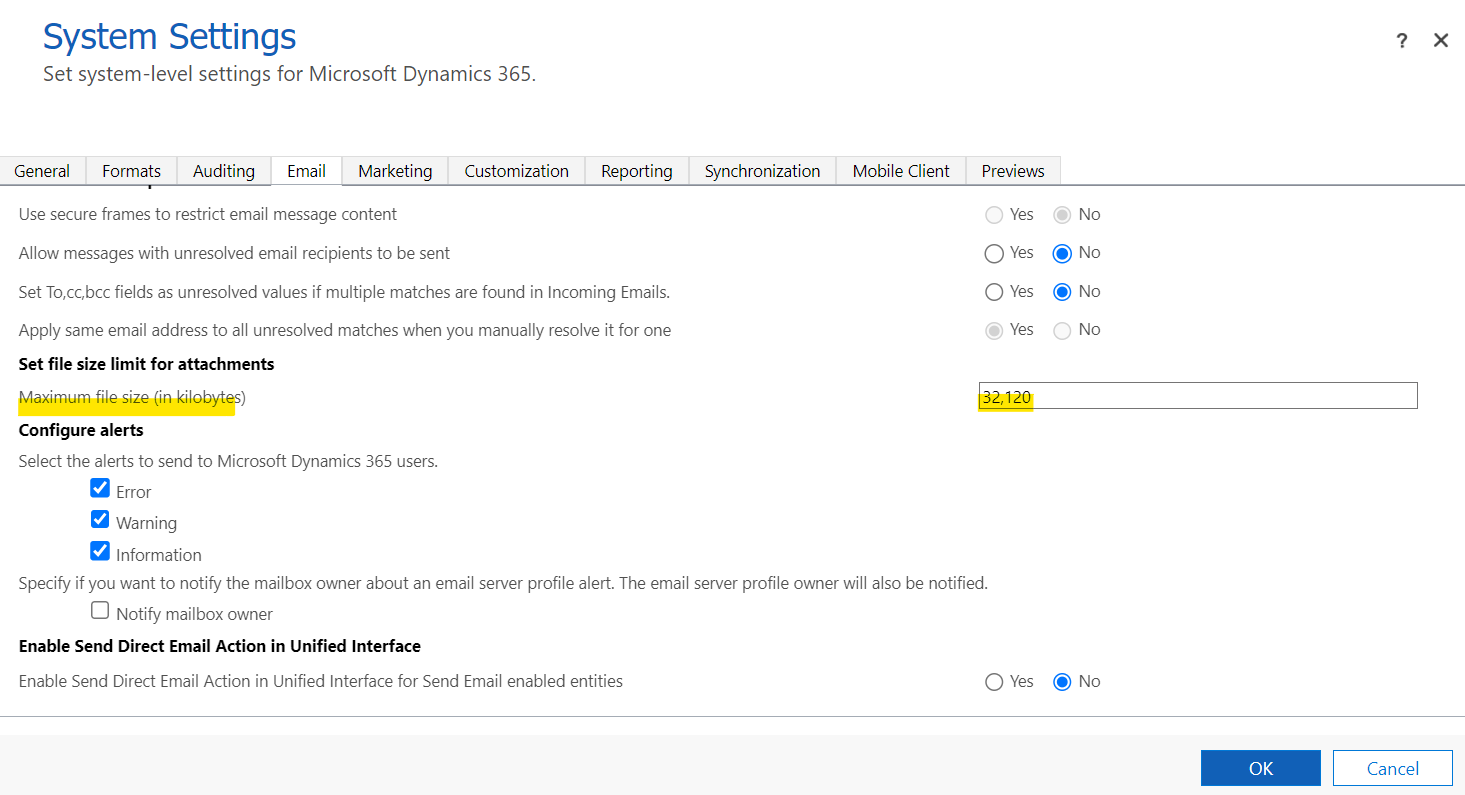 System Settings
? ✕
Set system-level settings for Microsoft Dynamics 365.
General Formats Auditing Email Marketing Customization Reporting Synchronization Mobile Client Previews
Use secure frames to restrict email message content Yes No
Allow messages with unresolved email recipients to be sent Yes No
Set To,cc,bcc fields as unresolved values if multiple matches are found in Incoming Emails. Yes No
Apply same email address to all unresolved matches when you manually resolve it for one Yes No
Set file size limit for attachments
Maximum file size (in kilobytes) 32,120
Configure alerts
Select the alerts to send to Microsoft Dynamics 365 users.
Error
Warning
Information
Specify if you want to notify the mailbox owner about an email server profile alert. The email server profile owner will also be notified.
Notify mailbox owner
Enable Send Direct Email Action in Unified Interface
Enable Send Direct Email Action in Unified Interface for Send Email enabled entities Yes No
OK Cancel